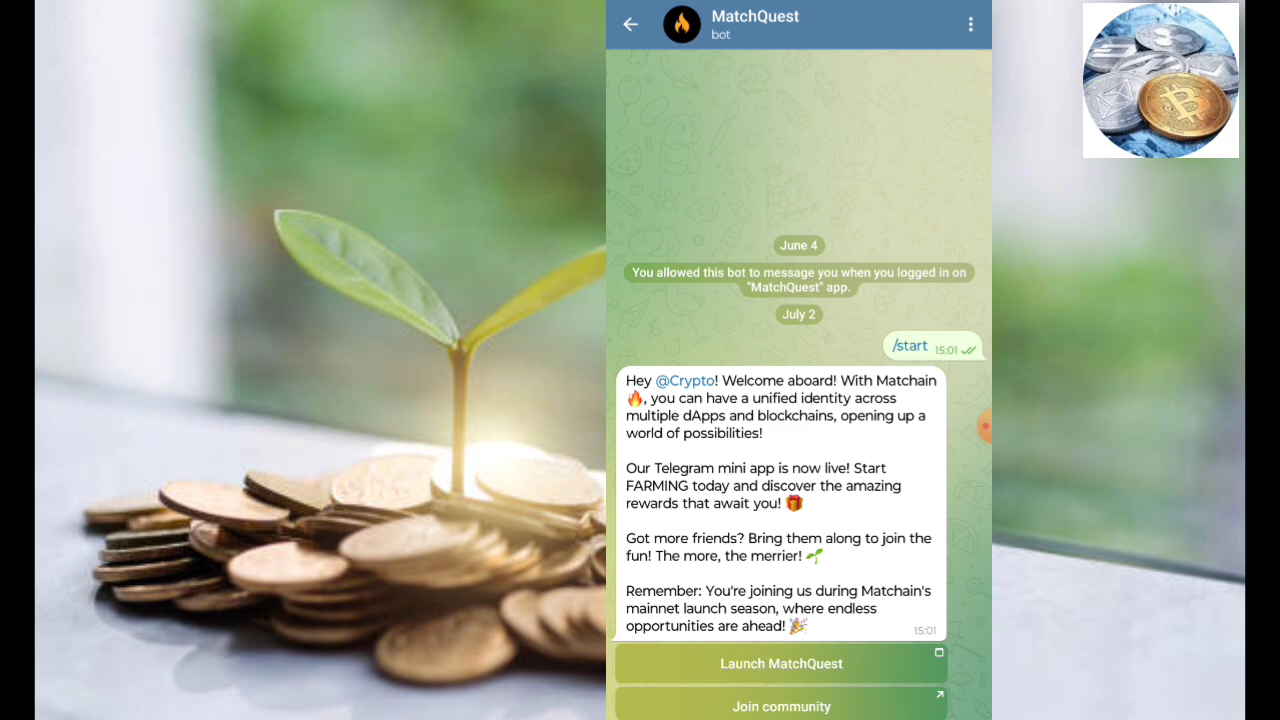 MatchQuest
bot
June 4
You allowed this bot to message you when you logged in on
"MatchQuest" app.
July 2
/start 15:01
Hey @Crypto! Welcome aboard! With Matchain
🔥, you can have a unified identity across
multiple dApps and blockchains, opening up a
world of possibilities!
Our Telegram mini app is now live! Start
FARMING today and discover the amazing
rewards that await you! 🎁
Got more friends? Bring them along to join the
fun! The more, the merrier! 🌱
Remember: You're joining us during Matchain's
mainnet launch season, where endless
opportunities are ahead! 🎉
15:01
Launch MatchQuest
Join community